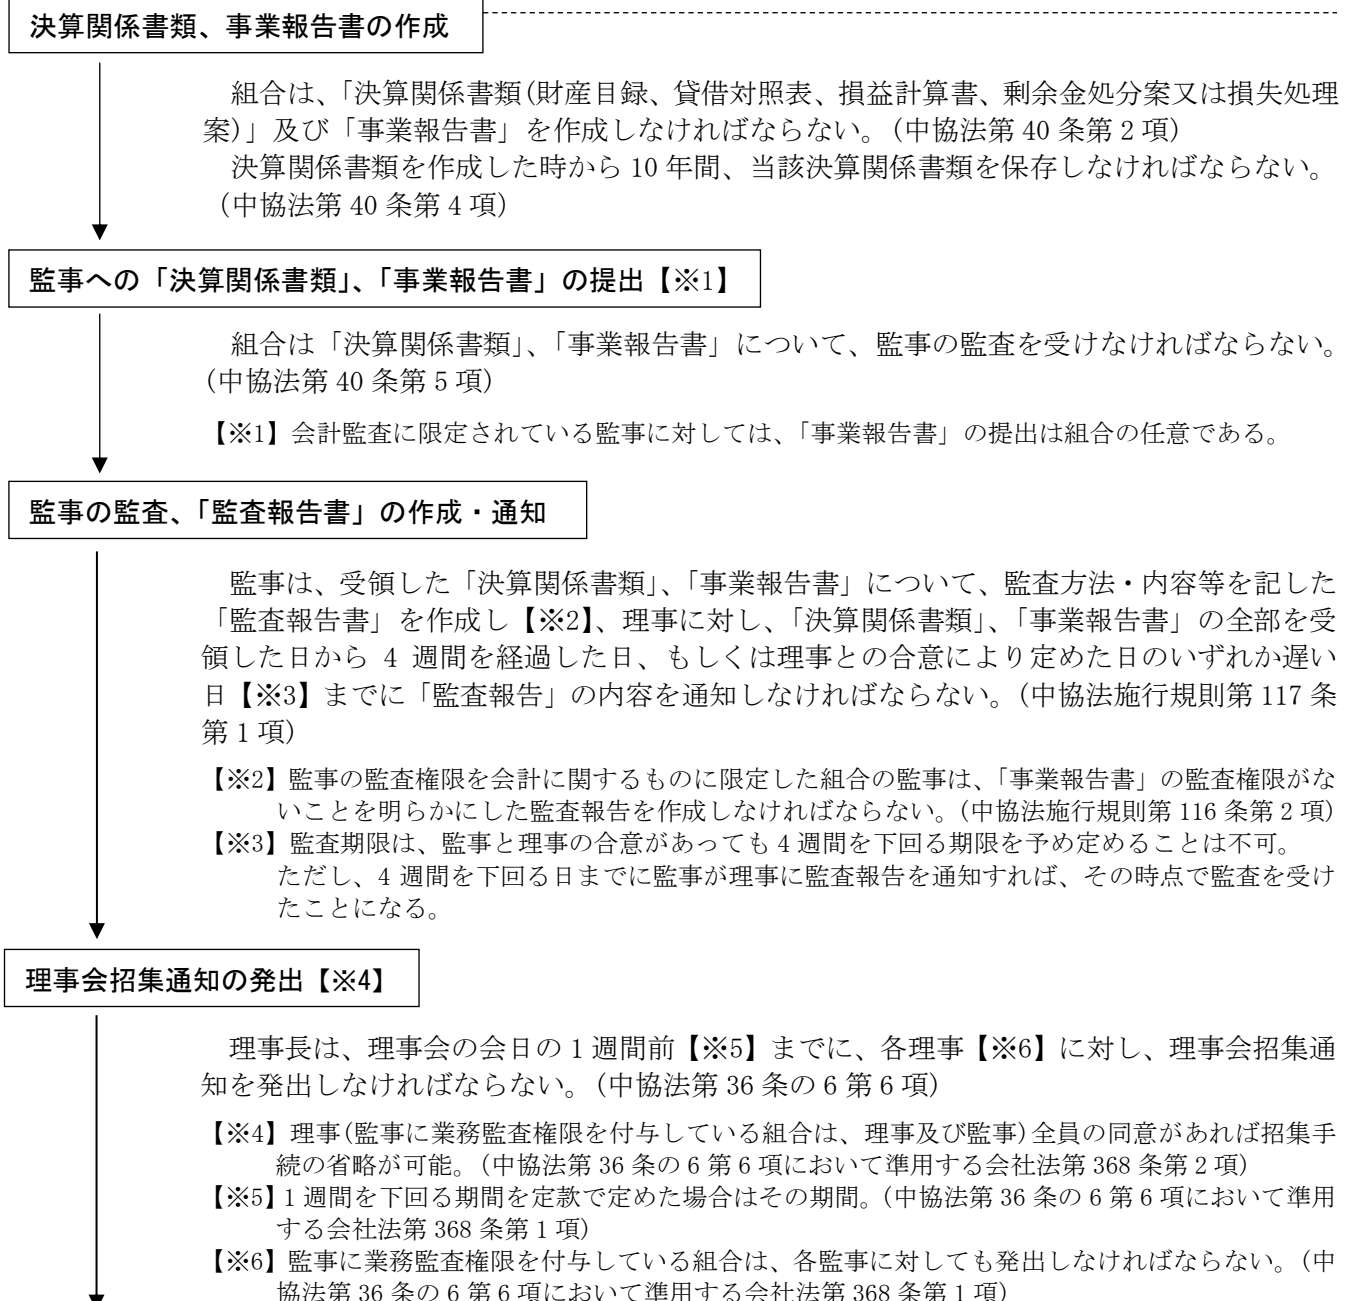 決算関係書類、事業報告書の作成
組合は、「決算関係書類(財産目録、貸借対照表、損益計算書、剰余金処分案又は損失処理
案)」及び「事業報告書」を作成しなければならない。(中協法第 40 条第 2 項)
決算関係書類を作成した時から 10 年間、当該決算関係書類を保存しなければならない。
(中協法第 40 条第 4 項)
監事への「決算関係書類」、「事業報告書」の提出【※1】
組合は「決算関係書類」、「事業報告書」について、監事の監査を受けなければならない。
(中協法第 40 条第 5 項)
【※1】会計監査に限定されている監事に対しては、「事業報告書」の提出は組合の任意である。
監事の監査、「監査報告書」の作成・通知
監事は、受領した「決算関係書類」、「事業報告書」について、監査方法・内容等を記した
「監査報告書」を作成し【※2】、理事に対し、「決算関係書類」、「事業報告書」の全部を受
領した日から 4 週間を経過した日、もしくは理事との合意により定めた日のいずれか遅い
日【※3】までに「監査報告」の内容を通知しなければならない。(中協法施行規則第 117 条
第 1 項)
【※2】監事の監査権限を会計に関するものに限定した組合の監事は、「事業報告書」の監査権限がな
いことを明らかにした監査報告を作成しなければならない。(中協法施行規則第 116 条第 2 項)
【※3】監査期限は、監事と理事の合意があっても 4 週間を下回る期限を予め定めることは不可。
ただし、4 週間を下回る日までに監事が理事に監査報告を通知すれば、その時点で監査を受け
たことになる。
理事会招集通知の発出【※4】
理事長は、理事会の会日の 1 週間前【※5】までに、各理事【※6】に対し、理事会招集通
知を発出しなければならない。(中協法第 36 条の 6 第 6 項)
【※4】理事(監事に業務監査権限を付与している組合は、理事及び監事)全員の同意があれば招集手
続の省略が可能。(中協法第 36 条の 6 第 6 項において準用する会社法第 368 条第 2 項)
【※5】1 週間を下回る期間を定款で定めた場合はその期間。(中協法第 36 条の 6 第 6 項において準用
する会社法第 368 条第 1 項)
【※6】監事に業務監査権限を付与している組合は、各監事に対しても発出しなければならない。(中
協法第 36 条の 6 第 6 項において準用する会社法第 368 条第 1 項)